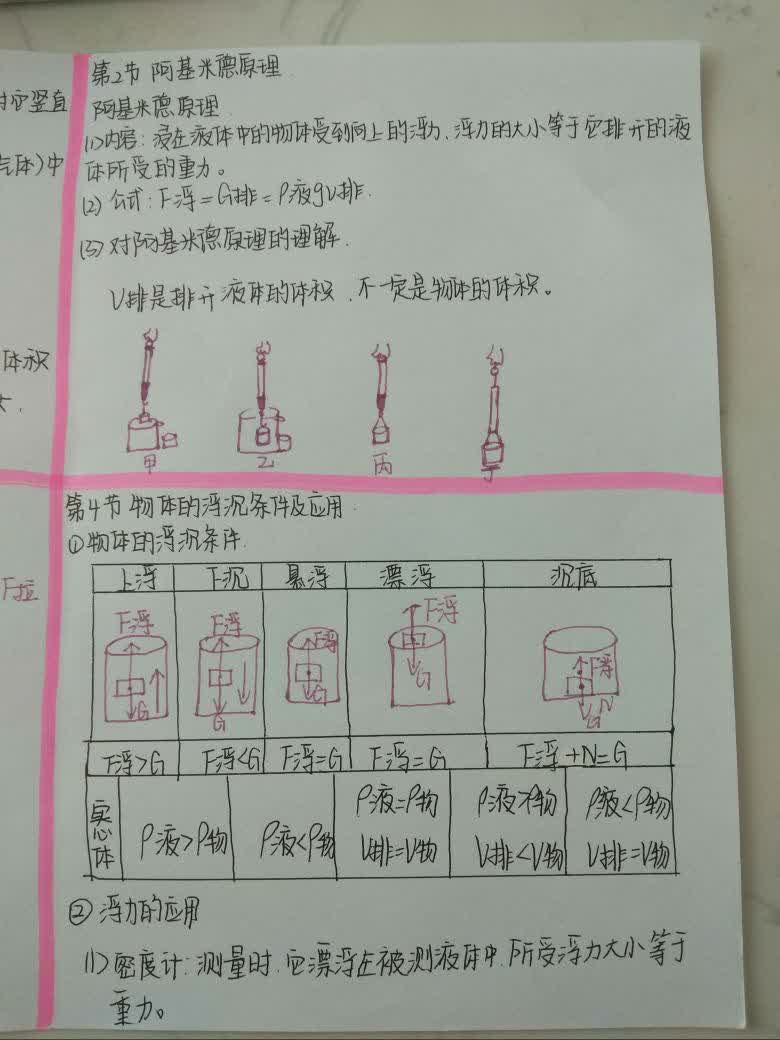 对它竖直
气体)中
体积
大.
F拉
第2节 阿基米德原理
阿基米德原理
(1)内容: 浸在液体中的物体受到向上的浮力、浮力的大小等于它排开的液
体所受的重力。
(2) 公式: F浮=G排=ρ液gV排.
(3) 对阿基米德原理的理解.
V排是排开液体的体积、不一定是物体的体积。
甲 乙 丙 丁
第4节 物体的浮沉条件及应用
①物体的浮沉条件.
上浮 下沉 悬浮 漂浮 沉底
F浮 F浮 F浮 F浮 F浮
G G G G G N
F浮>G F浮<G F浮=G F浮=G F浮+N=G
实心体 ρ液>ρ物 ρ液<ρ物 ρ液=ρ物 ρ液>ρ物 ρ液<ρ物
V排=V物 V排<V物 V排=V物
② 浮力的应用
(1) 密度计: 测量时.它漂浮在被测液体中.所受浮力大小等于
重力。